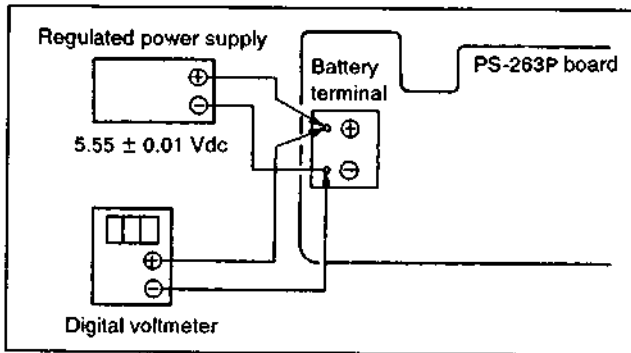 Regulated power supply
⊕
⊖
5.55 ± 0.01 Vdc
Battery
terminal
⊕
⊖
PS-263P board
⊕
⊖
Digital voltmeter